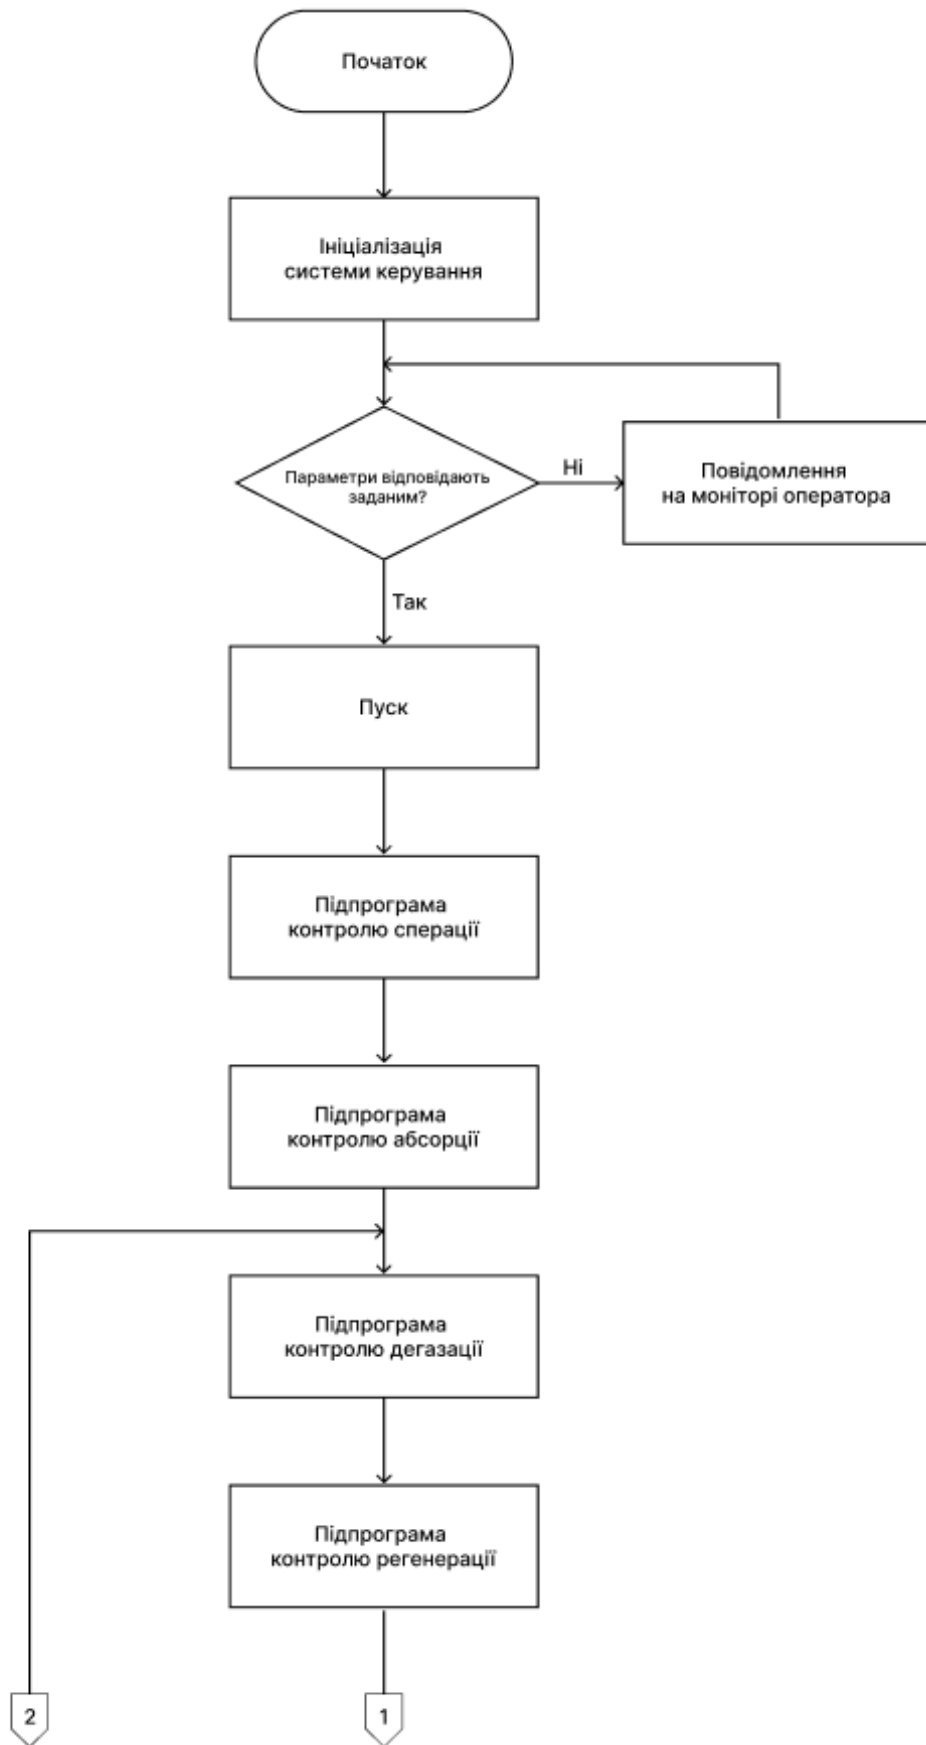 Початок
Ініціалізація
системи керування
Параметри відповідають
заданим?
Ні
Повідомлення
на моніторі оператора
Так
Пуск
Підпрограма
контролю сперації
Підпрограма
контролю абсорції
Підпрограма
контролю дегазації
Підпрограма
контролю регенерації
2
1